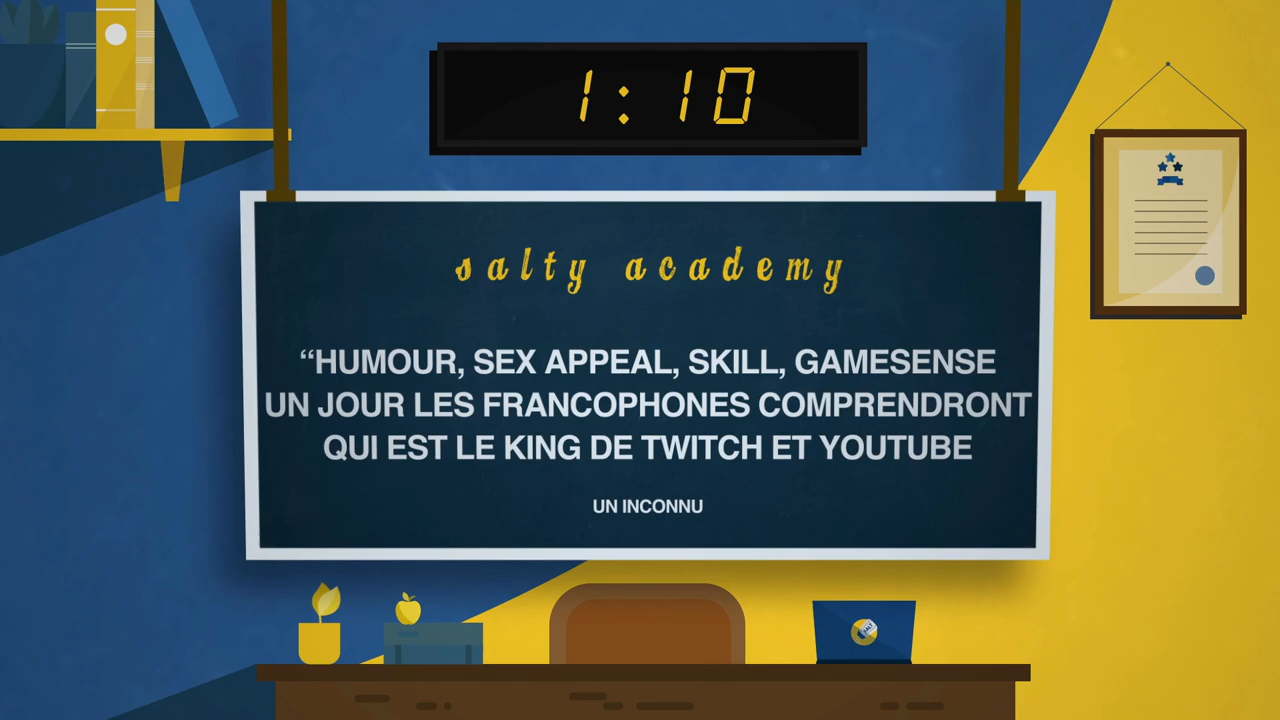 1:10
salty academy
“HUMOUR, SEX APPEAL, SKILL, GAMESENSE
UN JOUR LES FRANCOPHONES COMPRENDRONT
QUI EST LE KING DE TWITCH ET YOUTUBE
UN INCONNU